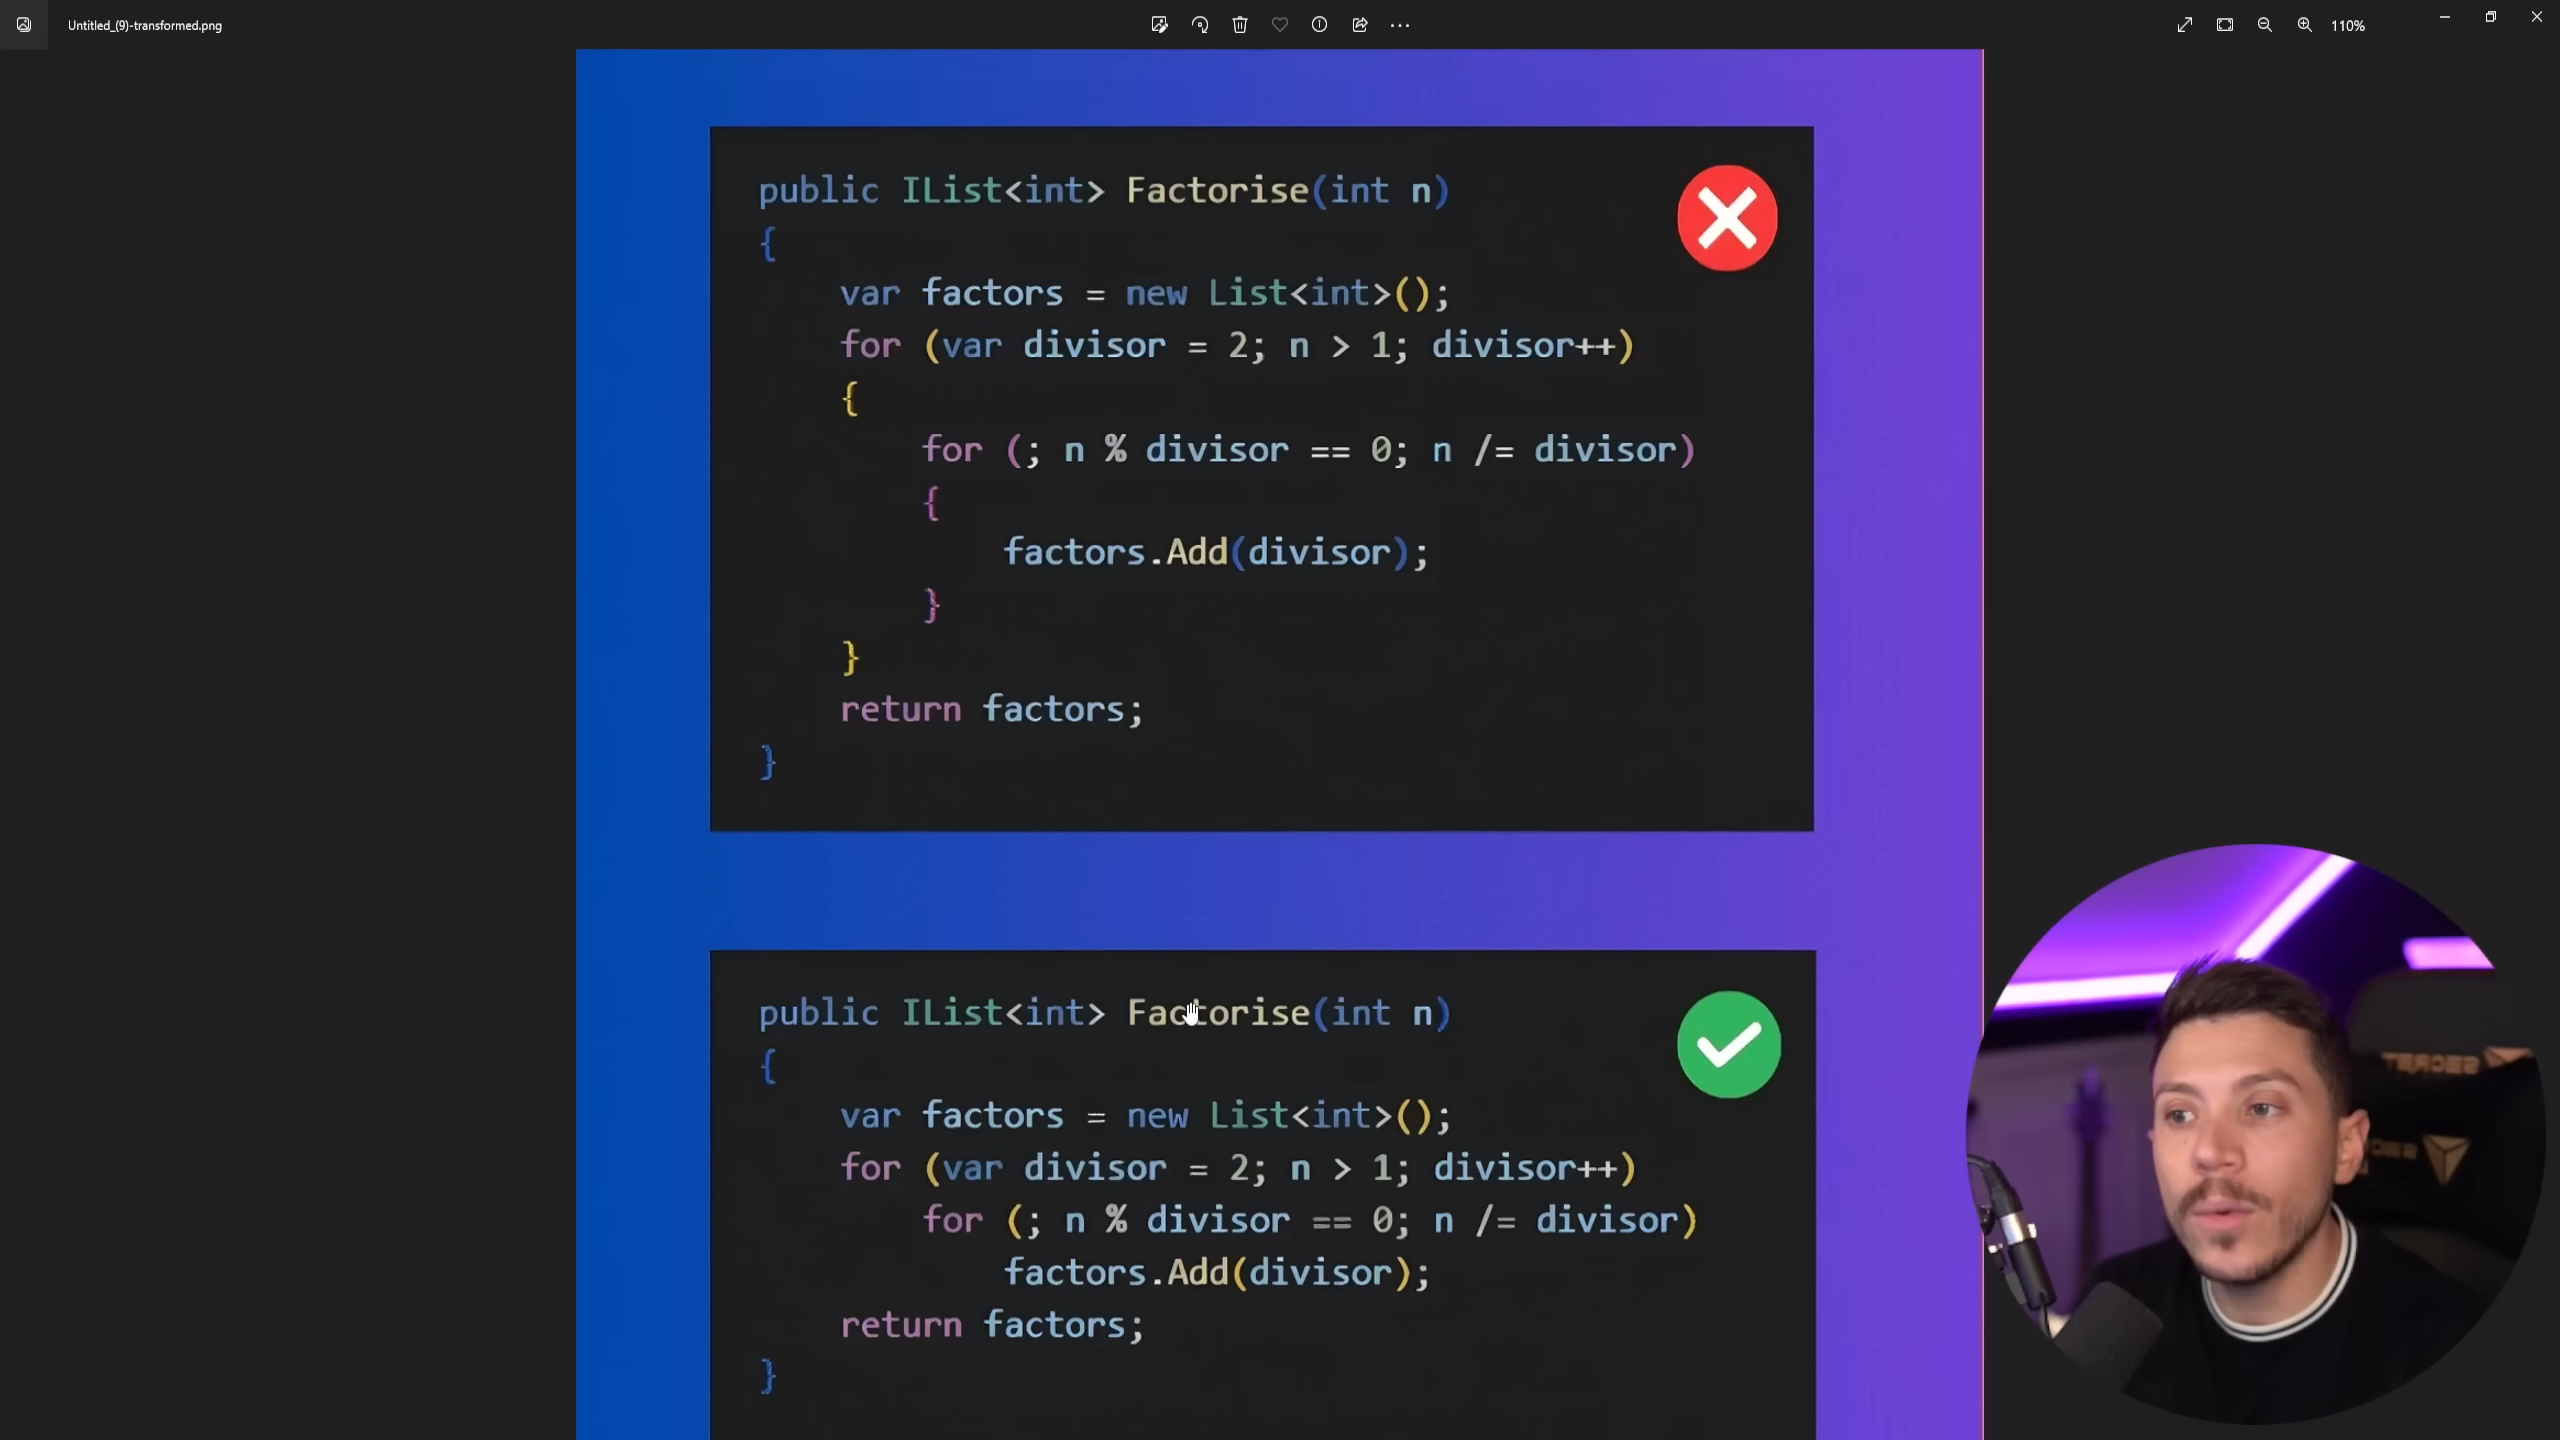 Untitled_(9)-transformed.png
110%
public IList<int> Factorise(int n)
{
var factors = new List<int>();
for (var divisor = 2; n > 1; divisor++)
{
for (; n % divisor == 0; n /= divisor)
{
factors.Add(divisor);
}
}
return factors;
}
public IList<int> Factorise(int n)
{
var factors = new List<int>();
for (var divisor = 2; n > 1; divisor++)
for (; n % divisor == 0; n /= divisor)
factors.Add(divisor);
return factors;
}